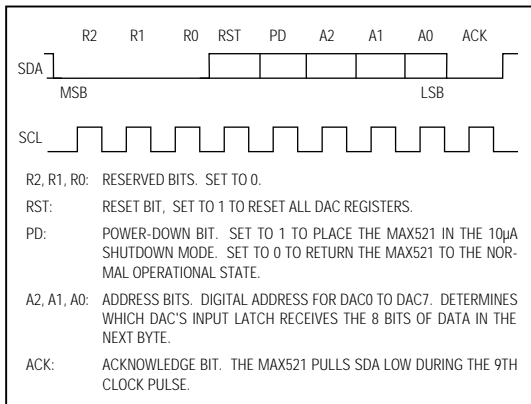 R2 R1 R0 RST PD A2 A1 A0 ACK
SDA
MSB LSB
SCL
R2, R1, R0: RESERVED BITS. SET TO 0.
RST: RESET BIT, SET TO 1 TO RESET ALL DAC REGISTERS.
PD: POWER-DOWN BIT. SET TO 1 TO PLACE THE MAX521 IN THE 10µA
SHUTDOWN MODE. SET TO 0 TO RETURN THE MAX521 TO THE NOR-
MAL OPERATIONAL STATE.
A2, A1, A0: ADDRESS BITS. DIGITAL ADDRESS FOR DAC0 TO DAC7. DETERMINES
WHICH DAC'S INPUT LATCH RECEIVES THE 8 BITS OF DATA IN THE
NEXT BYTE.
ACK: ACKNOWLEDGE BIT. THE MAX521 PULLS SDA LOW DURING THE 9TH
CLOCK PULSE.